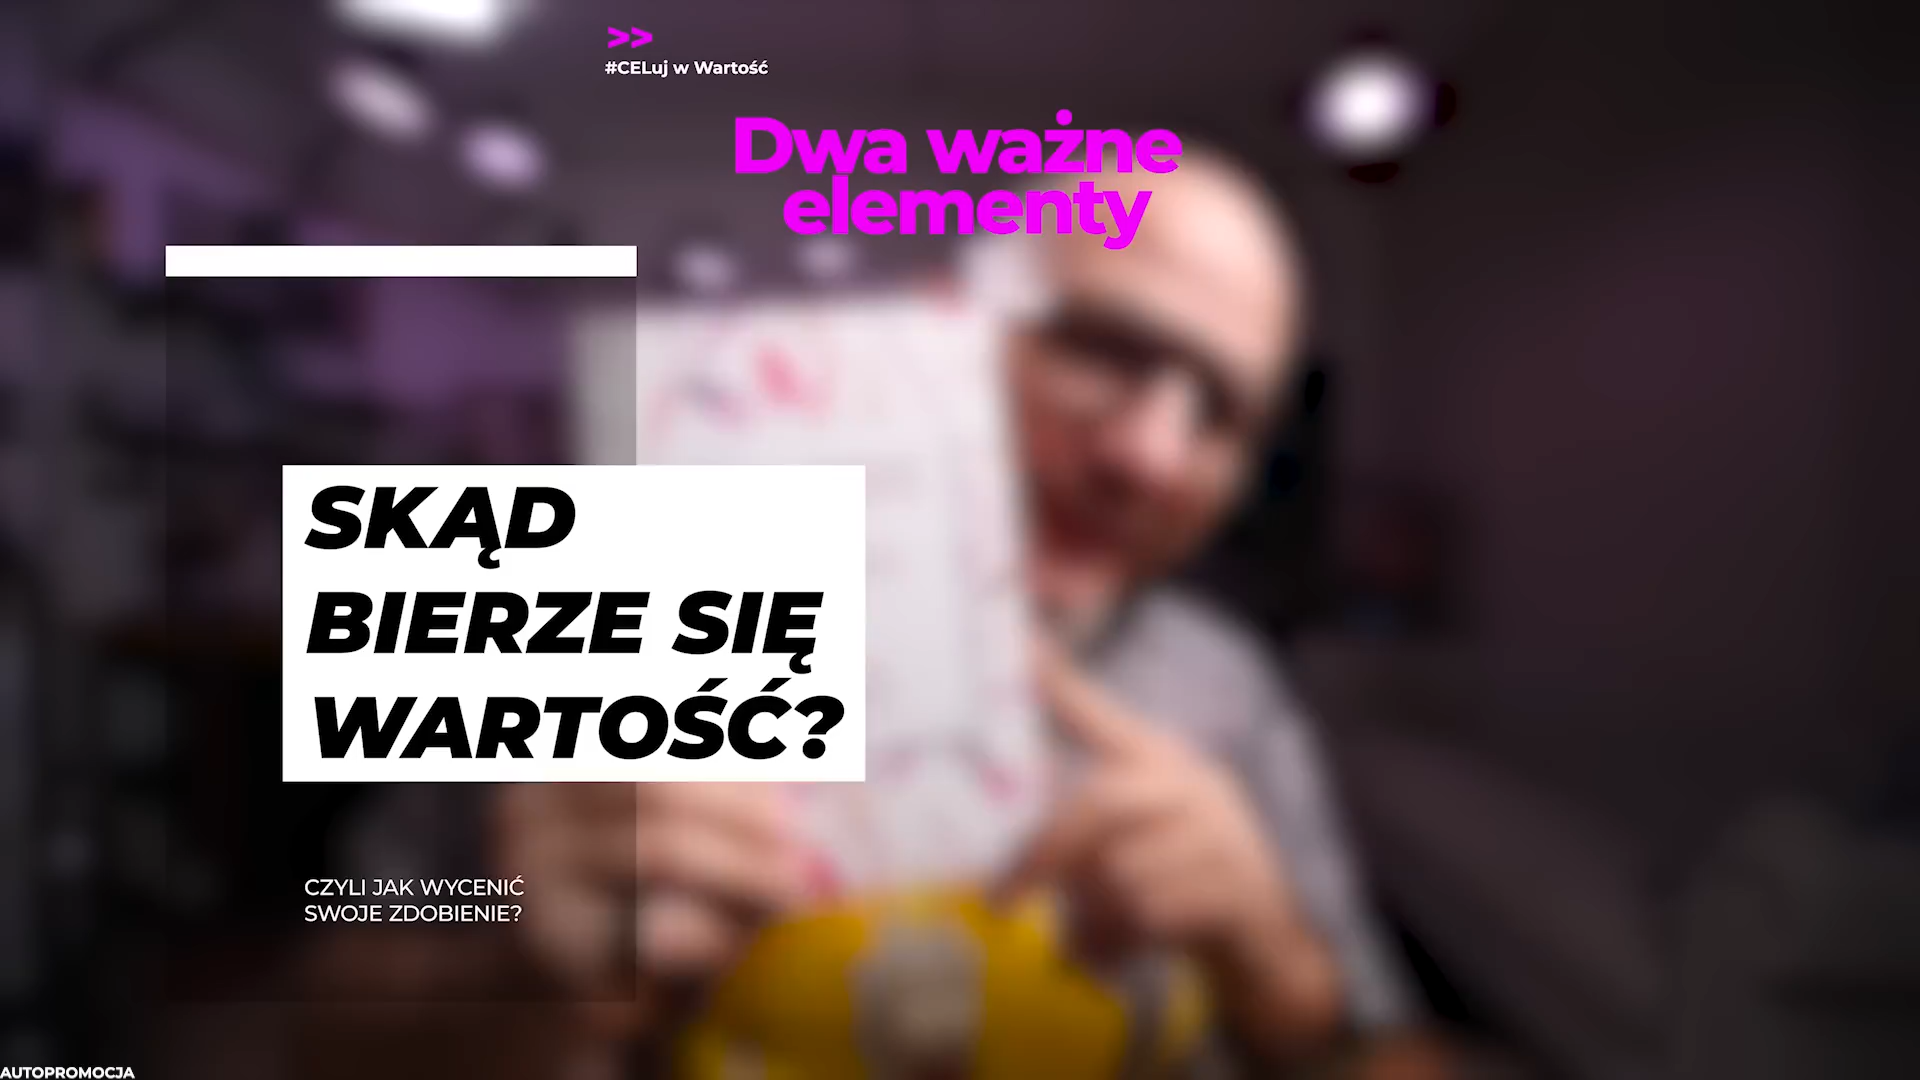 >>
#CELuj w Wartość
Dwa ważne
elementy
SKĄD
BIERZE SIĘ
WARTOŚĆ?
CZYLI JAK WYCENIĆ
SWOJE ZDOBIENIE?
AUTOPROMOCJA